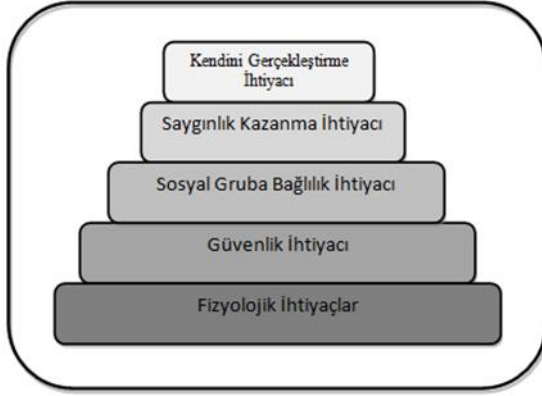 Kendini Gerçekleştirme
İhtiyacı
Saygınlık Kazanma İhtiyacı
Sosyal Gruba Bağlılık İhtiyacı
Güvenlik İhtiyacı
Fizyolojik İhtiyaçlar